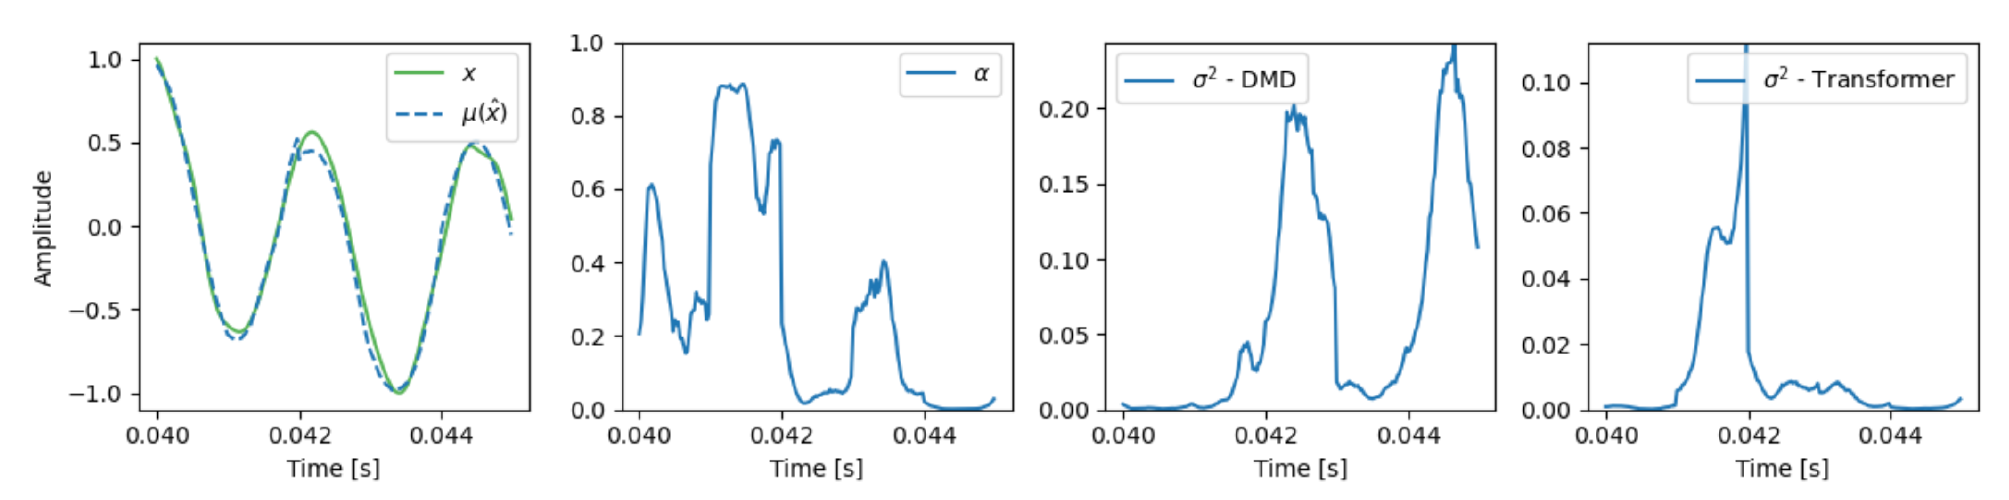 Amplitude
1.0
0.5
0.0
−0.5
−1.0
x
μ(x̂)
0.040 0.042 0.044
Time [s]
1.0
0.8
0.6
0.4
0.2
0.0
α
0.040 0.042 0.044
Time [s]
0.20
0.15
0.10
0.05
0.00
σ² - DMD
0.040 0.042 0.044
Time [s]
0.10
0.08
0.06
0.04
0.02
0.00
σ² - Transformer
0.040 0.042 0.044
Time [s]